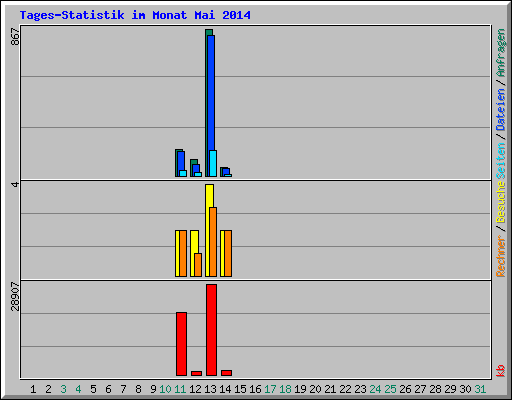 Tages-Statistik im Monat Mai 2014
867
4
28907
Rechner / Besuche Seiten / Dateien / Anfragen
kb
1 2 3 4 5 6 7 8 9 10 11 12 13 14 15 16 17 18 19 20 21 22 23 24 25 26 27 28 29 30 31